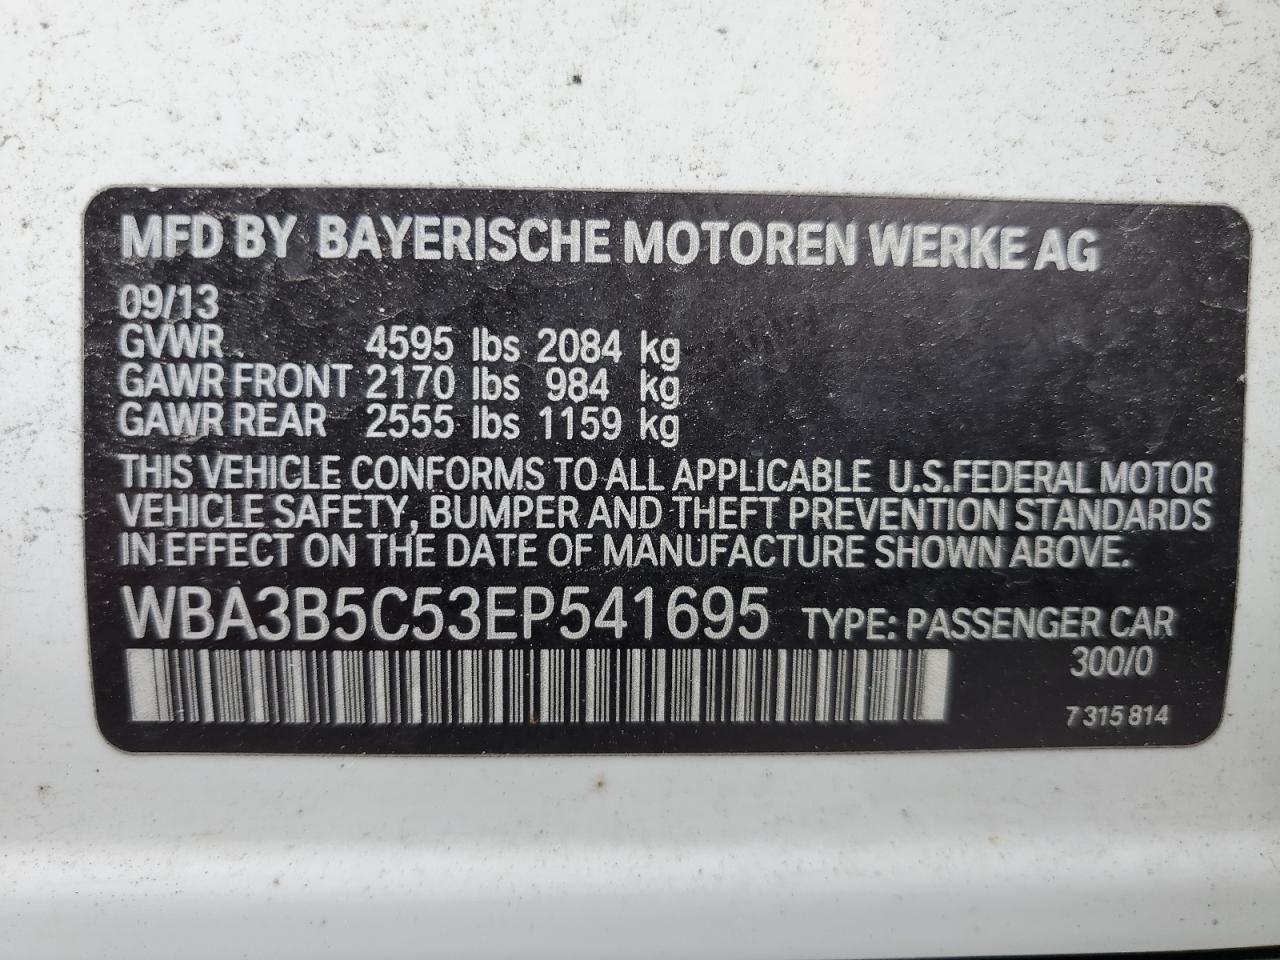 MFD BY BAYERISCHE MOTOREN WERKE AG
09/13
GVWR 4595 lbs 2084 kg
GAWR FRONT 2170 lbs 984 kg
GAWR REAR 2555 lbs 1159 kg
THIS VEHICLE CONFORMS TO ALL APPLICABLE U.S.FEDERAL MOTOR
VEHICLE SAFETY, BUMPER AND THEFT PREVENTION STANDARDS
IN EFFECT ON THE DATE OF MANUFACTURE SHOWN ABOVE.
WBA3B5C53EP541695 TYPE: PASSENGER CAR
300/0
7 315 814